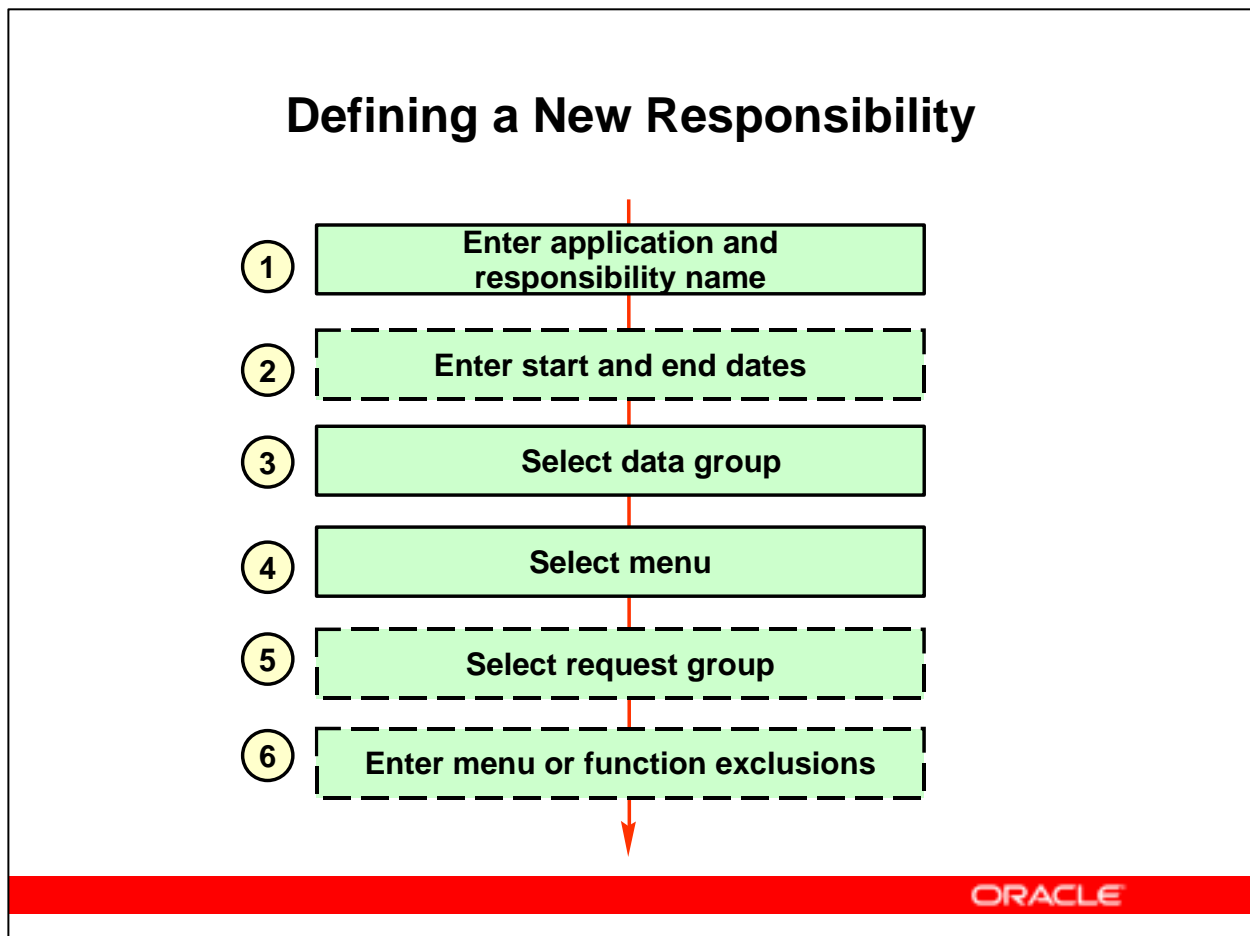 Defining a New Responsibility
1
Enter application and
responsibility name
2
Enter start and end dates
3
Select data group
4
Select menu
5
Select request group
6
Enter menu or function exclusions
ORACLE